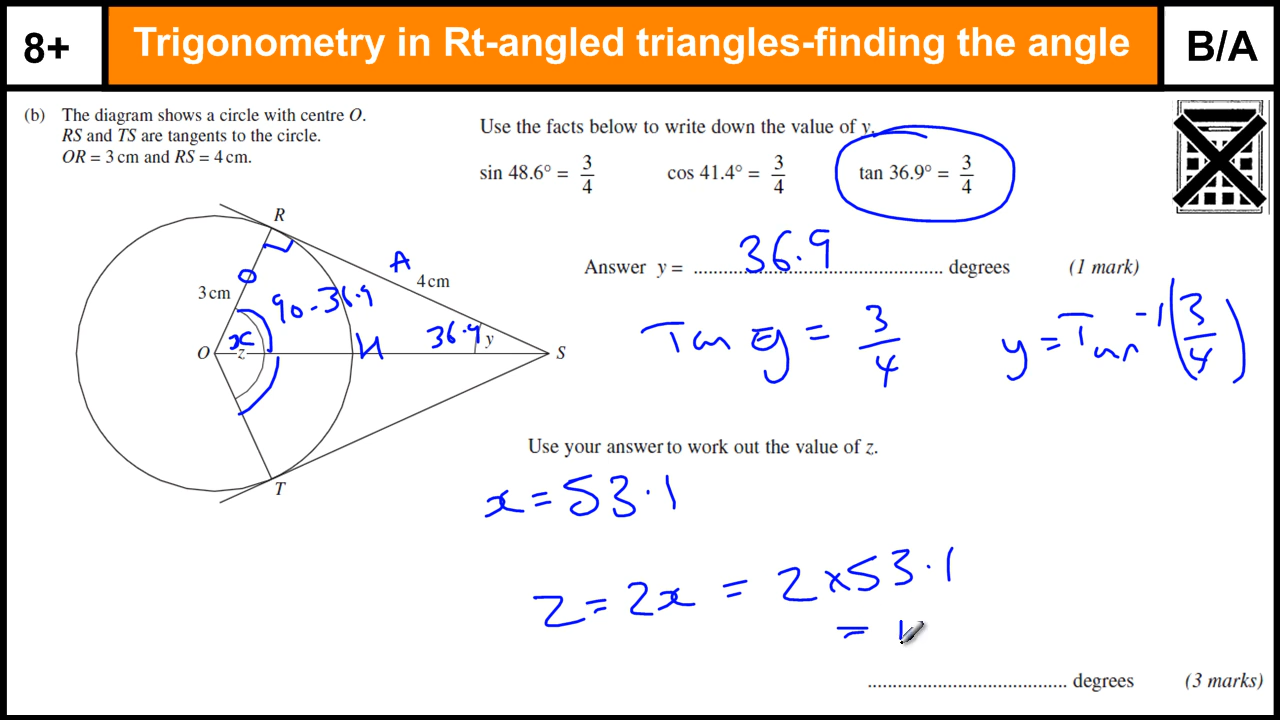 8+
Trigonometry in Rt-angled triangles-finding the angle
B/A
(b) The diagram shows a circle with centre O.
RS and TS are tangents to the circle.
OR = 3 cm and RS = 4 cm.
Use the facts below to write down the value of y.
sin 48.6° = 3/4
cos 41.4° = 3/4
tan 36.9° = 3/4
Answer y = ........................................ degrees (1 mark)
36.9
Tan y = 3/4
y = Tan -1 (3/4)
R
A
O
4cm
3cm
90-36.9
36.9
y
x
z
O
H
S
T
Use your answer to work out the value of z.
x = 53.1
z = 2x = 2 x 53.1
= 1
........................................ degrees (3 marks)